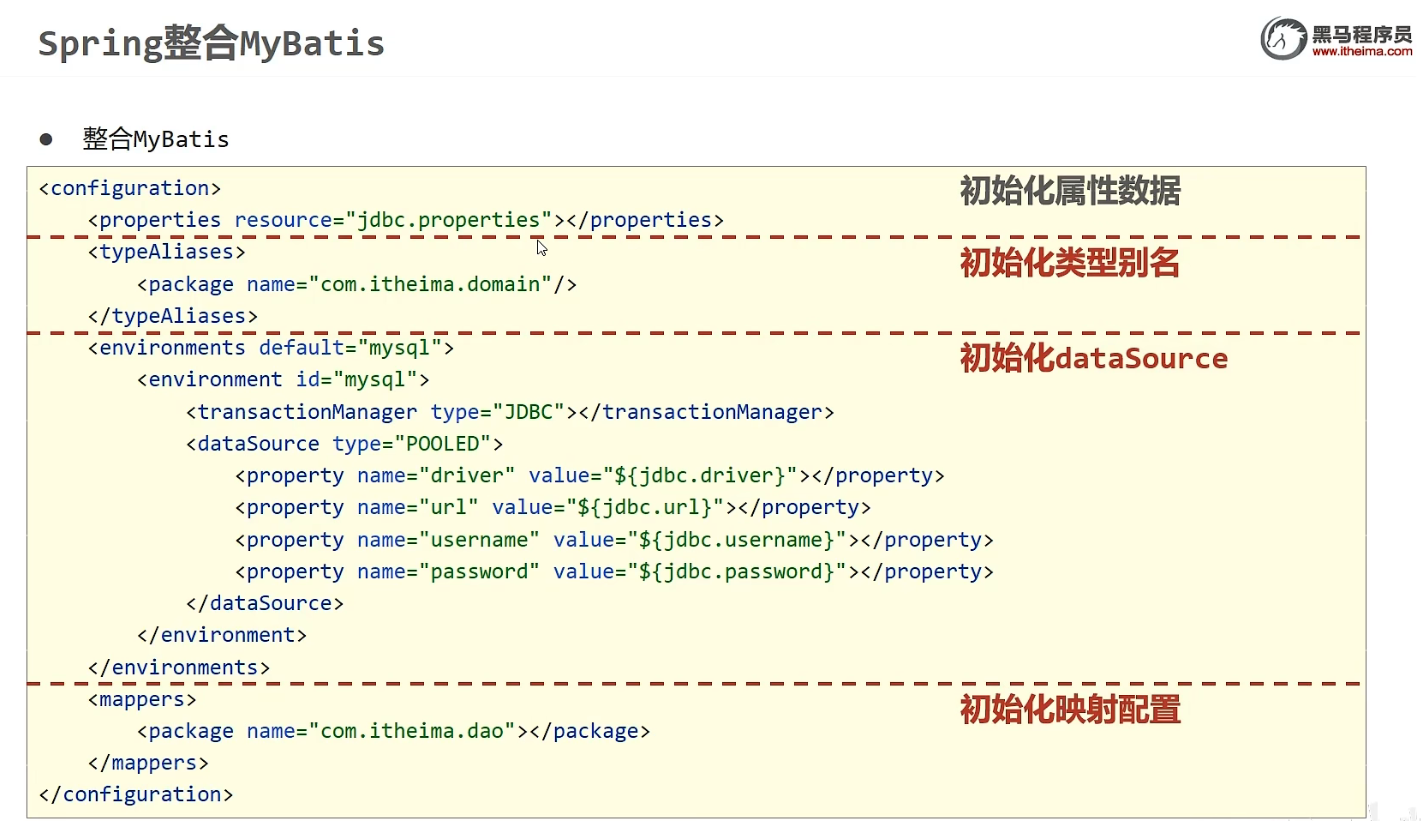 Spring整合MyBatis
黑马程序员
www.itheima.com
● 整合MyBatis
<configuration>
初始化属性数据
<properties resource="jdbc.properties"></properties>
<typeAliases>
初始化类型别名
<package name="com.itheima.domain"/>
</typeAliases>
<environments default="mysql">
初始化dataSource
<environment id="mysql">
<transactionManager type="JDBC"></transactionManager>
<dataSource type="POOLED">
<property name="driver" value="${jdbc.driver}"></property>
<property name="url" value="${jdbc.url}"></property>
<property name="username" value="${jdbc.username}"></property>
<property name="password" value="${jdbc.password}"></property>
</dataSource>
</environment>
</environments>
<mappers>
初始化映射配置
<package name="com.itheima.dao"></package>
</mappers>
</configuration>